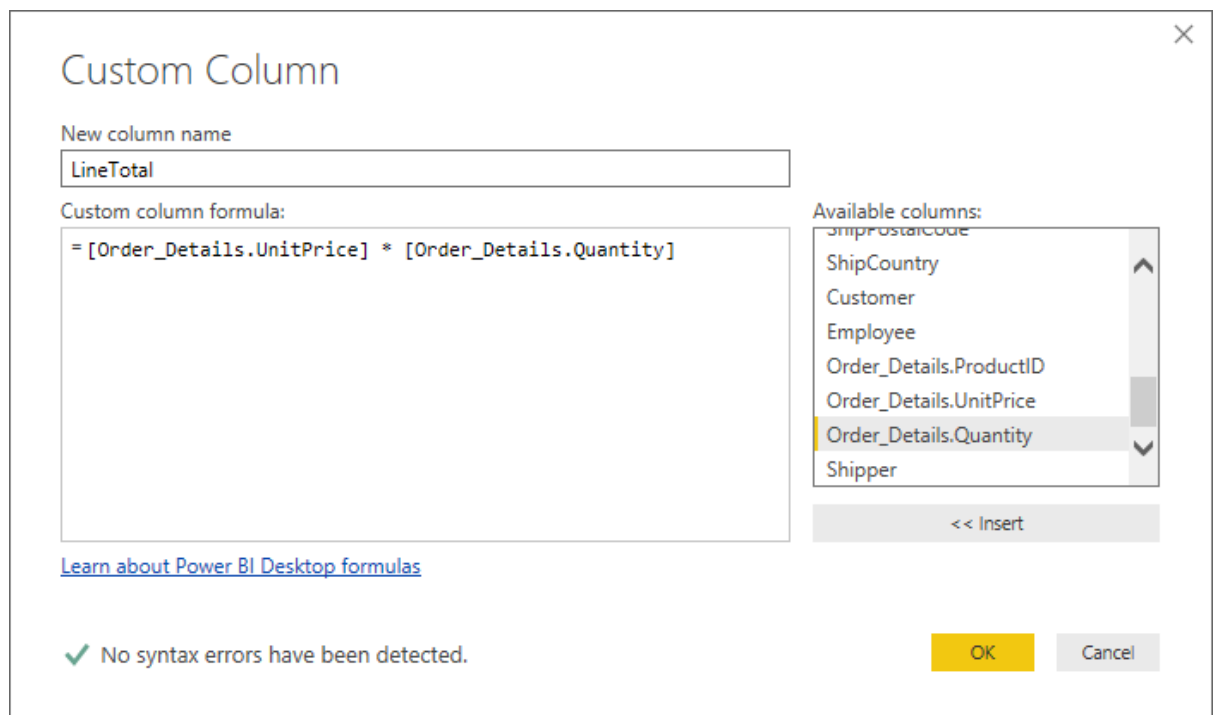 Custom Column
New column name
LineTotal
Custom column formula:
=[Order_Details.UnitPrice] * [Order_Details.Quantity]
Available columns:
ShipPostalCode
ShipCountry
Customer
Employee
Order_Details.ProductID
Order_Details.UnitPrice
Order_Details.Quantity
Shipper
<< Insert
Learn about Power BI Desktop formulas
No syntax errors have been detected.
OK
Cancel